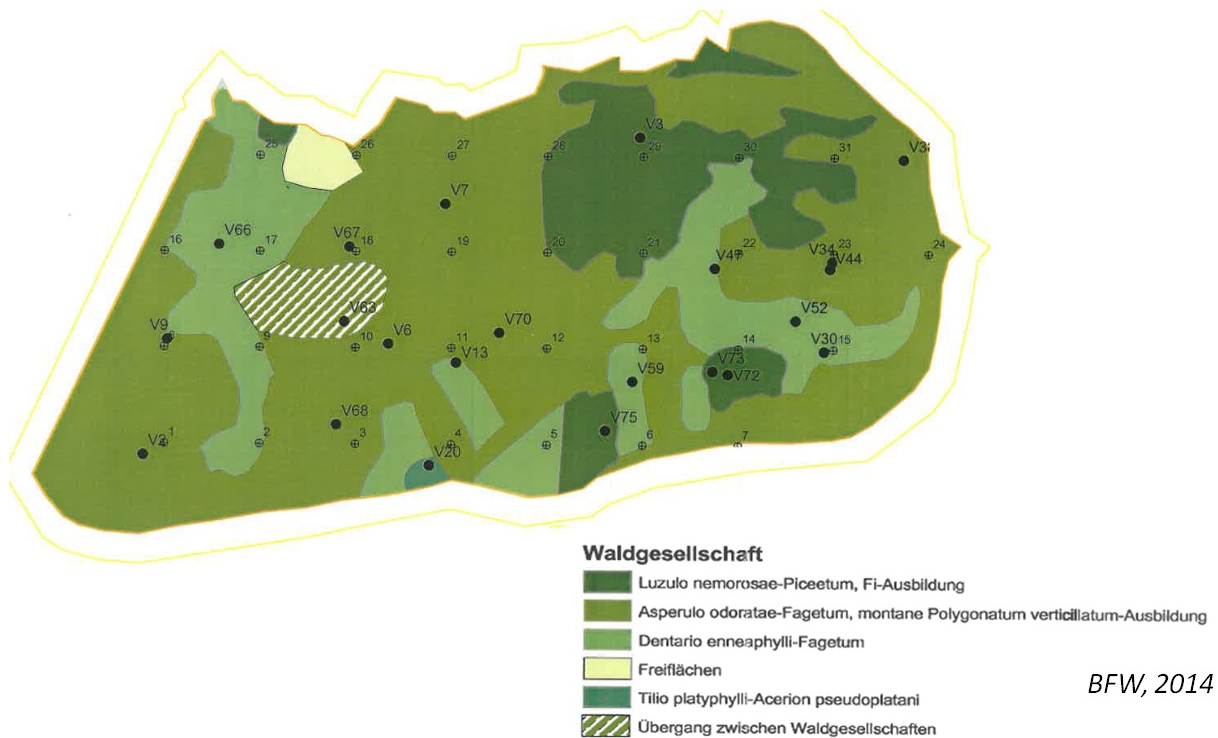 V3
25
26
27
28
29
30
31
V7
V66
V67
16
17
18
19
20
21
22
V34
23
V44
24
V47
V63
V9
9
10
V6
11
V70
12
V13
13
V59
V52
14
V30
15
V73
V72
V68
V2
1
2
3
4
V20
5
V75
6
7
Waldgesellschaft
Luzulo nemorosae-Piceetum, Fi-Ausbildung
Asperulo odoratae-Fagetum, montane Polygonatum verticillatum-Ausbildung
Dentario enneaphylli-Fagetum
Freiflächen
Tilio platyphylli-Acerion pseudoplatani
Übergang zwischen Waldgesellschaften
BFW, 2014